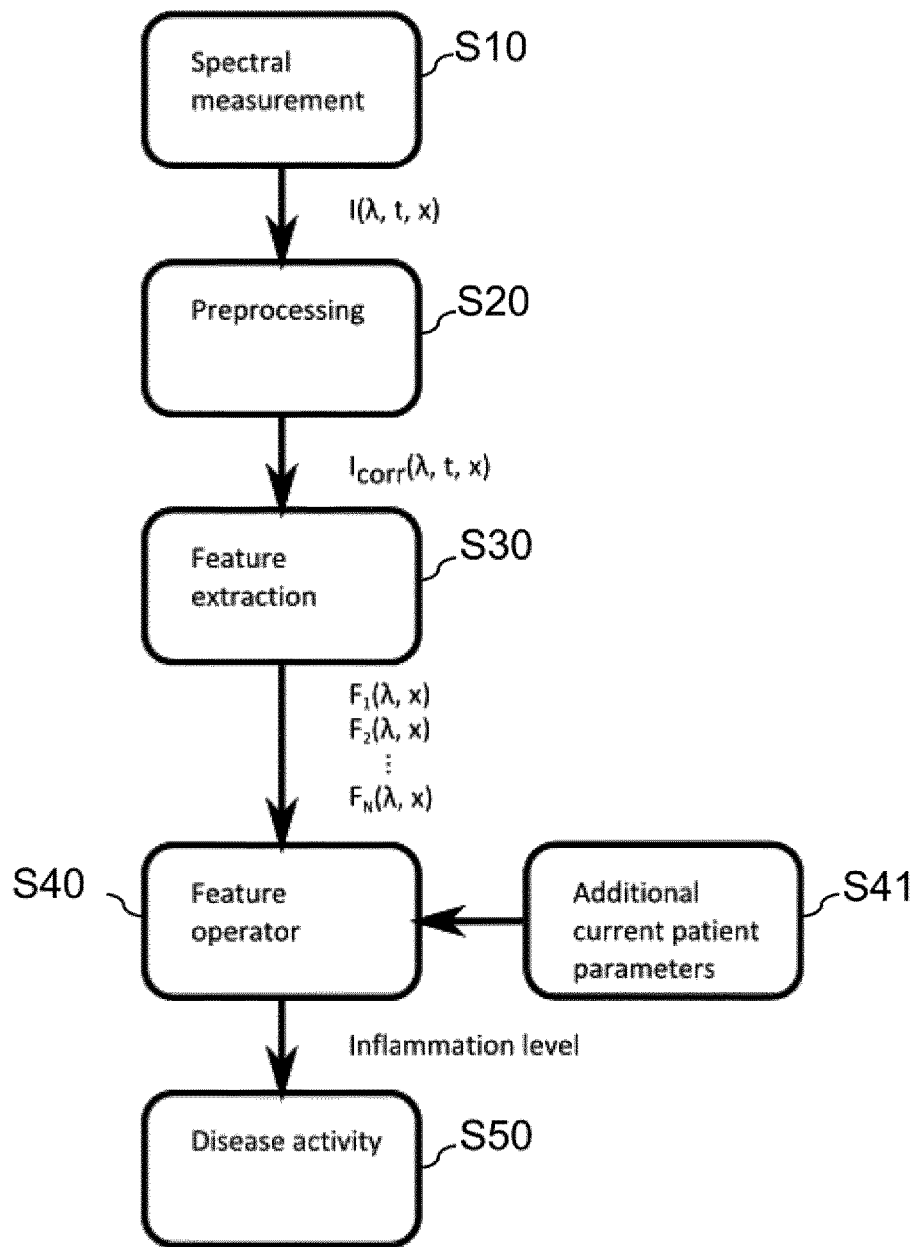 Spectral
measurement
S10
I(λ, t, x)
Preprocessing
S20
Icorr(λ, t, x)
Feature
extraction
S30
F1(λ, x)
F2(λ, x)
⋮
FN(λ, x)
S40
Feature
operator
Additional
current patient
parameters
S41
Inflammation level
Disease activity
S50